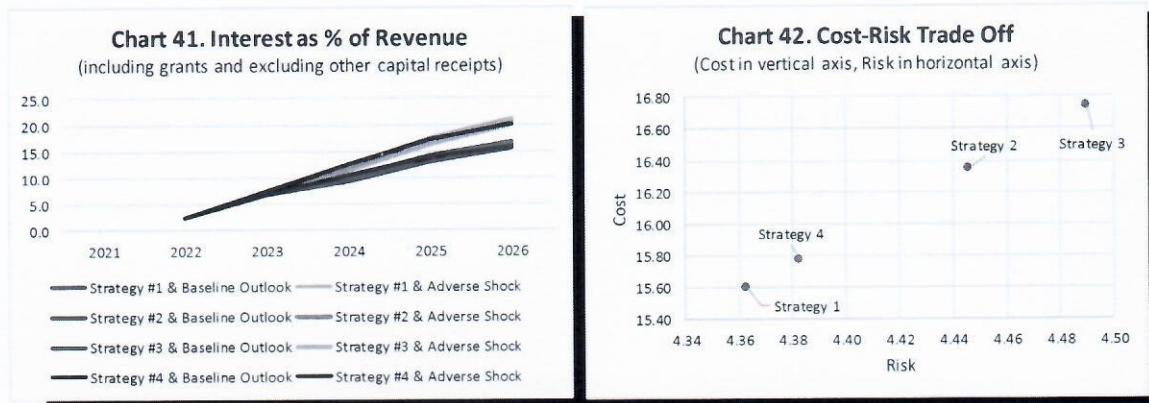 Chart 41. Interest as % of Revenue
(including grants and excluding other capital receipts)
25.0
20.0
15.0
10.0
5.0
0.0
2021 2022 2023 2024 2025 2026
Strategy #1 & Baseline Outlook Strategy #1 & Adverse Shock
Strategy #2 & Baseline Outlook Strategy #2 & Adverse Shock
Strategy #3 & Baseline Outlook Strategy #3 & Adverse Shock
Strategy #4 & Baseline Outlook Strategy #4 & Adverse Shock
Chart 42. Cost-Risk Trade Off
(Cost in vertical axis, Risk in horizontal axis)
16.80
16.60
16.40
16.20
16.00
15.80
15.60
15.40
Cost
Strategy 2
Strategy 3
Strategy 4
Strategy 1
4.34 4.36 4.38 4.40 4.42 4.44 4.46 4.48 4.50
Risk